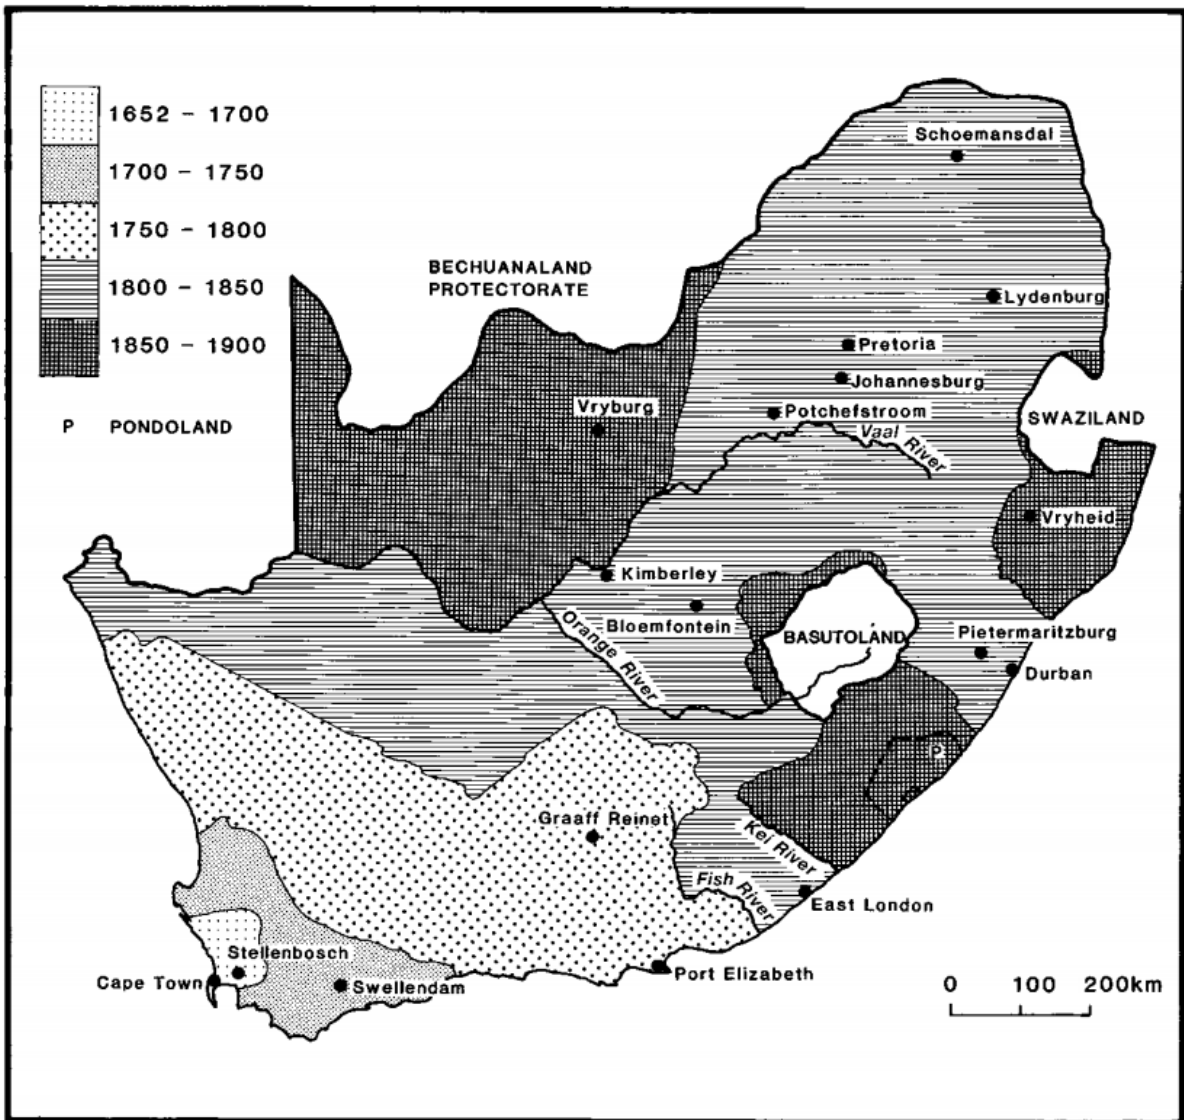 1652 – 1700
1700 – 1750
1750 – 1800
1800 – 1850
1850 – 1900
P PONDOLAND
BECHUANALAND
PROTECTORATE
Schoemansdal
Lydenburg
Pretoria
Johannesburg
Potchefstroom
Vaal River
SWAZILAND
Vryburg
Vryheid
Kimberley
Bloemfontein
Orange River
BASUTOLAND
Pietermaritzburg
Durban
P
Graaff Reinet
Kei River
Fish River
East London
Port Elizabeth
Stellenbosch
Cape Town
Swellendam
0 100 200km